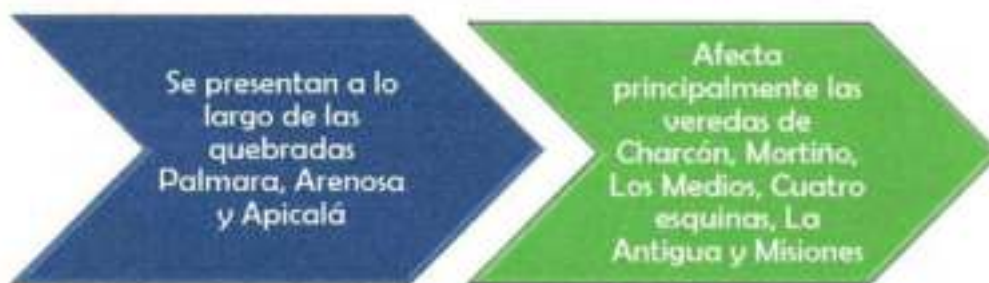 Se presentan a lo
largo de las
quebradas
Palmara, Arenosa
y Apicalá
Afecta
principalmente las
veredas de
Charcón, Mortiño,
Los Medios, Cuatro
esquinas, La
Antigua y Misiones